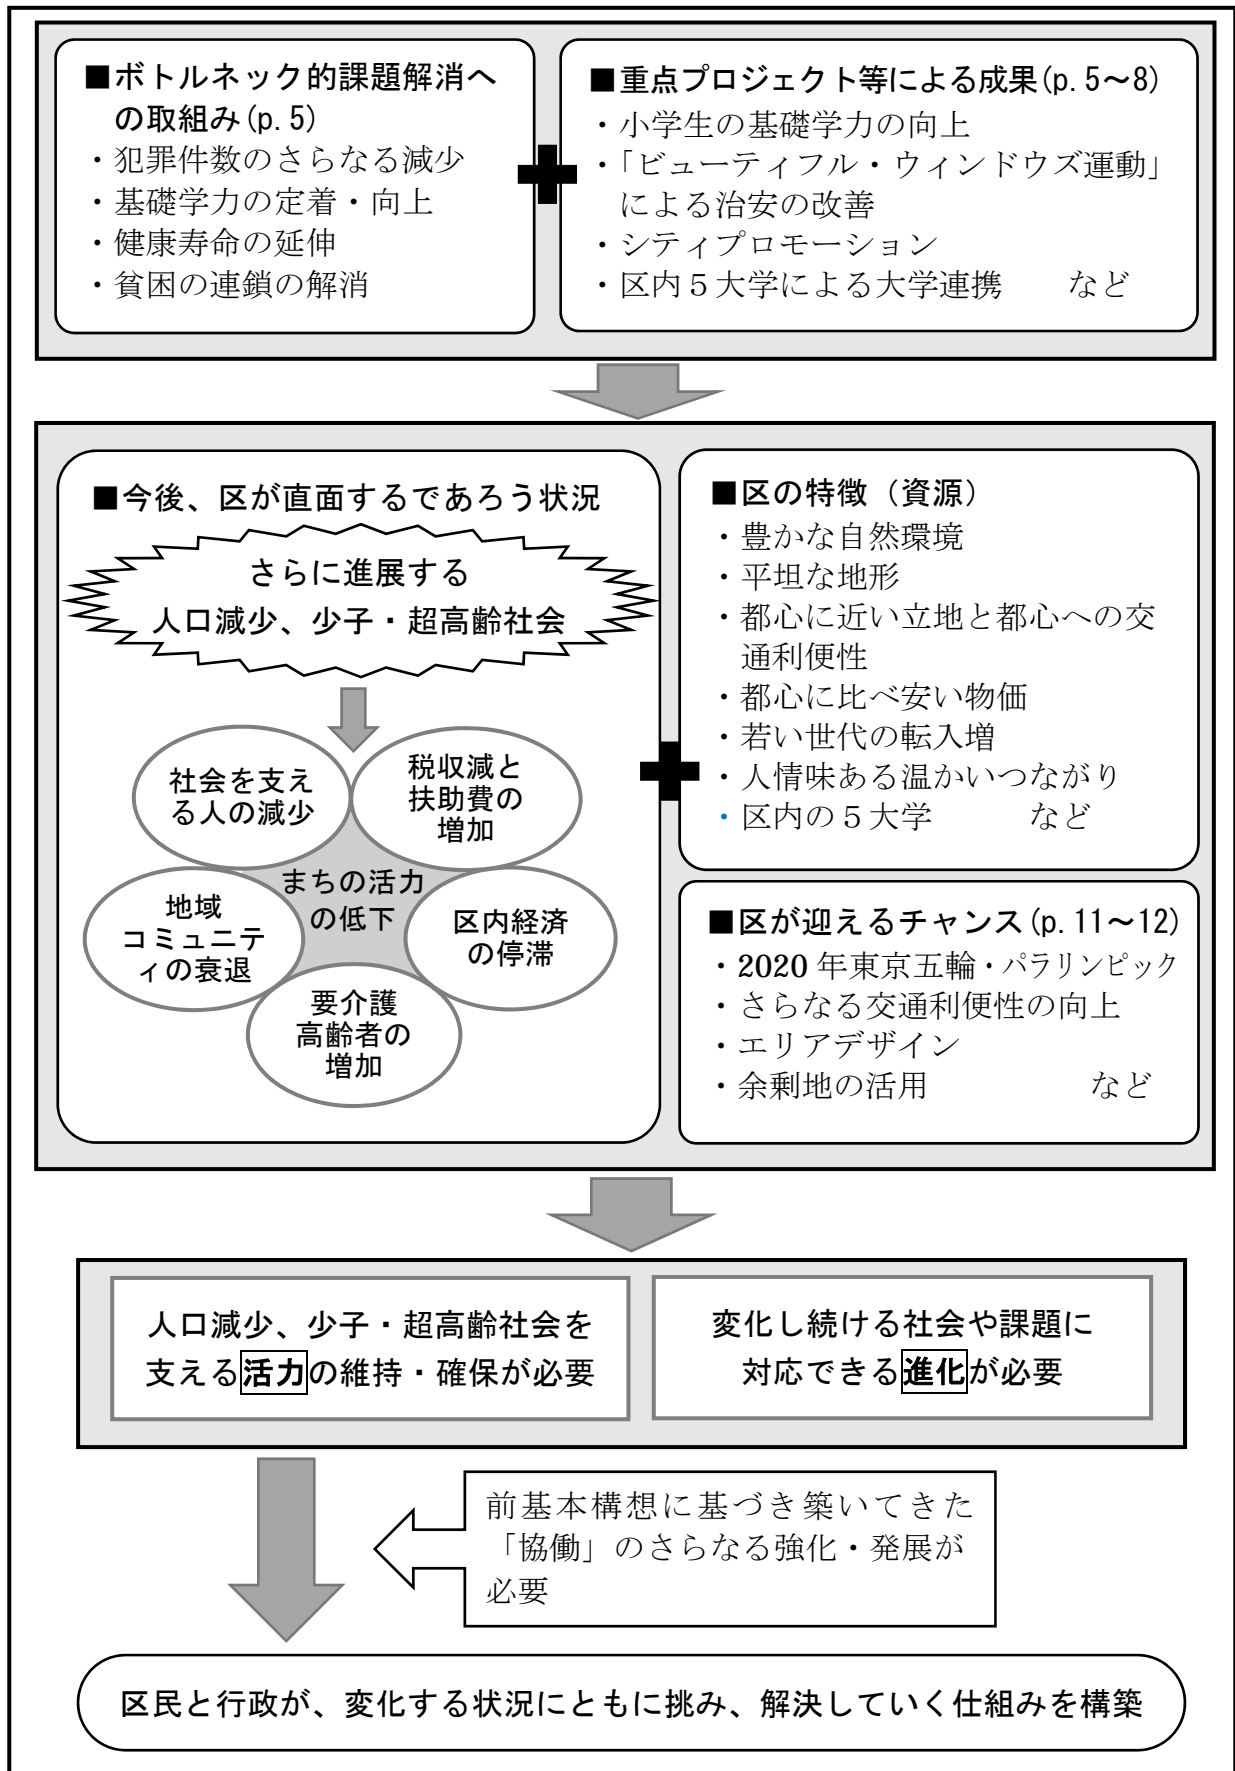 ■ボトルネック的課題解消へ
の取組み(p.5)
・犯罪件数のさらなる減少
・基礎学力の定着・向上
・健康寿命の延伸
・貧困の連鎖の解消
■重点プロジェクト等による成果(p.5～8)
・小学生の基礎学力の向上
・「ビューティフル・ウィンドウズ運動」
による治安の改善
・シティプロモーション
・区内５大学による大学連携　　など
■今後、区が直面するであろう状況
さらに進展する
人口減少、少子・超高齢社会
社会を支え
る人の減少
税収減と
扶助費の
増加
まちの活力
の低下
地域
コミュニテ
ィの衰退
区内経済
の停滞
要介護
高齢者の
増加
■区の特徴（資源）
・豊かな自然環境
・平坦な地形
・都心に近い立地と都心への交
通利便性
・都心に比べ安い物価
・若い世代の転入増
・人情味ある温かいつながり
・区内の５大学　　　など
■区が迎えるチャンス(p.11～12)
・2020 年東京五輪・パラリンピック
・さらなる交通利便性の向上
・エリアデザイン
・余剰地の活用　　　　　など
人口減少、少子・超高齢社会を
支える活力の維持・確保が必要
変化し続ける社会や課題に
対応できる進化が必要
前基本構想に基づき築いてきた
「協働」のさらなる強化・発展が
必要
区民と行政が、変化する状況にともに挑み、解決していく仕組みを構築